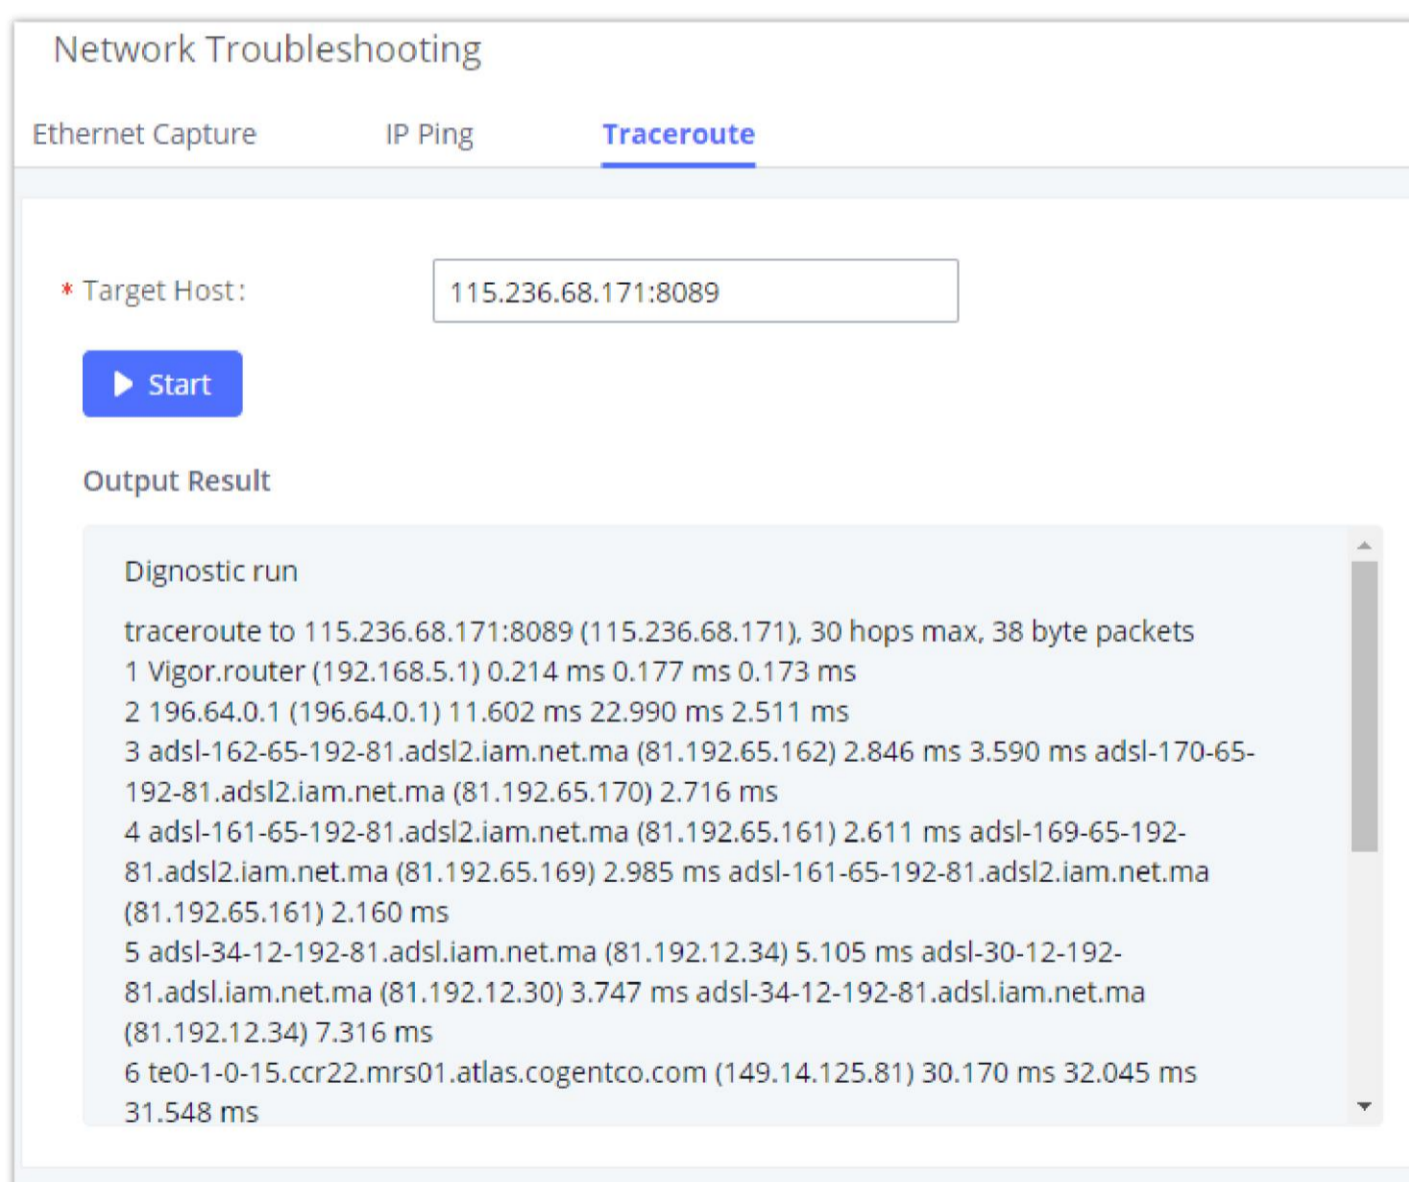 Network Troubleshooting
Ethernet Capture IP Ping Traceroute
* Target Host: 115.236.68.171:8089
Start
Output Result
Dignostic run
traceroute to 115.236.68.171:8089 (115.236.68.171), 30 hops max, 38 byte packets
1 Vigor.router (192.168.5.1) 0.214 ms 0.177 ms 0.173 ms
2 196.64.0.1 (196.64.0.1) 11.602 ms 22.990 ms 2.511 ms
3 adsl-162-65-192-81.adsl2.iam.net.ma (81.192.65.162) 2.846 ms 3.590 ms adsl-170-65-
192-81.adsl2.iam.net.ma (81.192.65.170) 2.716 ms
4 adsl-161-65-192-81.adsl2.iam.net.ma (81.192.65.161) 2.611 ms adsl-169-65-192-
81.adsl2.iam.net.ma (81.192.65.169) 2.985 ms adsl-161-65-192-81.adsl2.iam.net.ma
(81.192.65.161) 2.160 ms
5 adsl-34-12-192-81.adsl.iam.net.ma (81.192.12.34) 5.105 ms adsl-30-12-192-
81.adsl.iam.net.ma (81.192.12.30) 3.747 ms adsl-34-12-192-81.adsl.iam.net.ma
(81.192.12.34) 7.316 ms
6 te0-1-0-15.ccr22.mrs01.atlas.cogentco.com (149.14.125.81) 30.170 ms 32.045 ms
31.548 ms